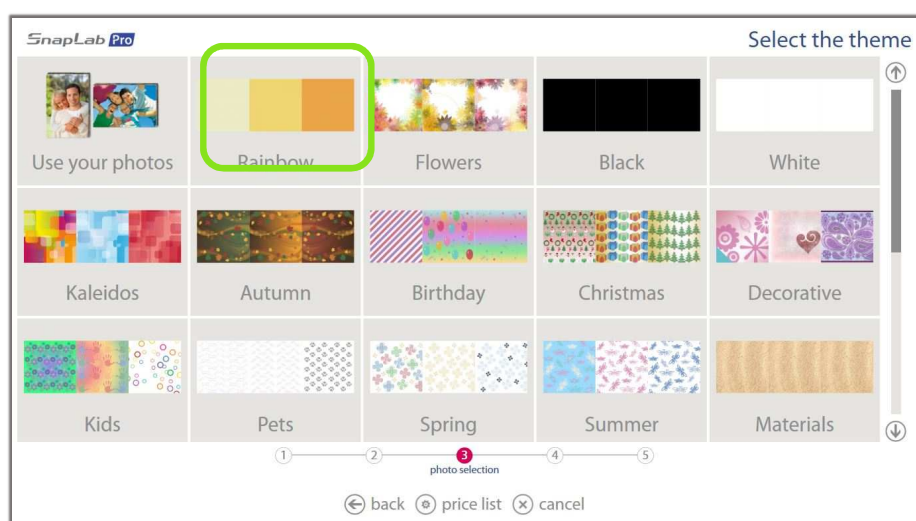 SnapLab Pro
Select the theme
Use your photos
Rainbow
Flowers
Black
White
Kaleidos
Autumn
Birthday
Christmas
Decorative
Kids
Pets
Spring
Summer
Materials
1 2 3 4 5
photo selection
back price list cancel